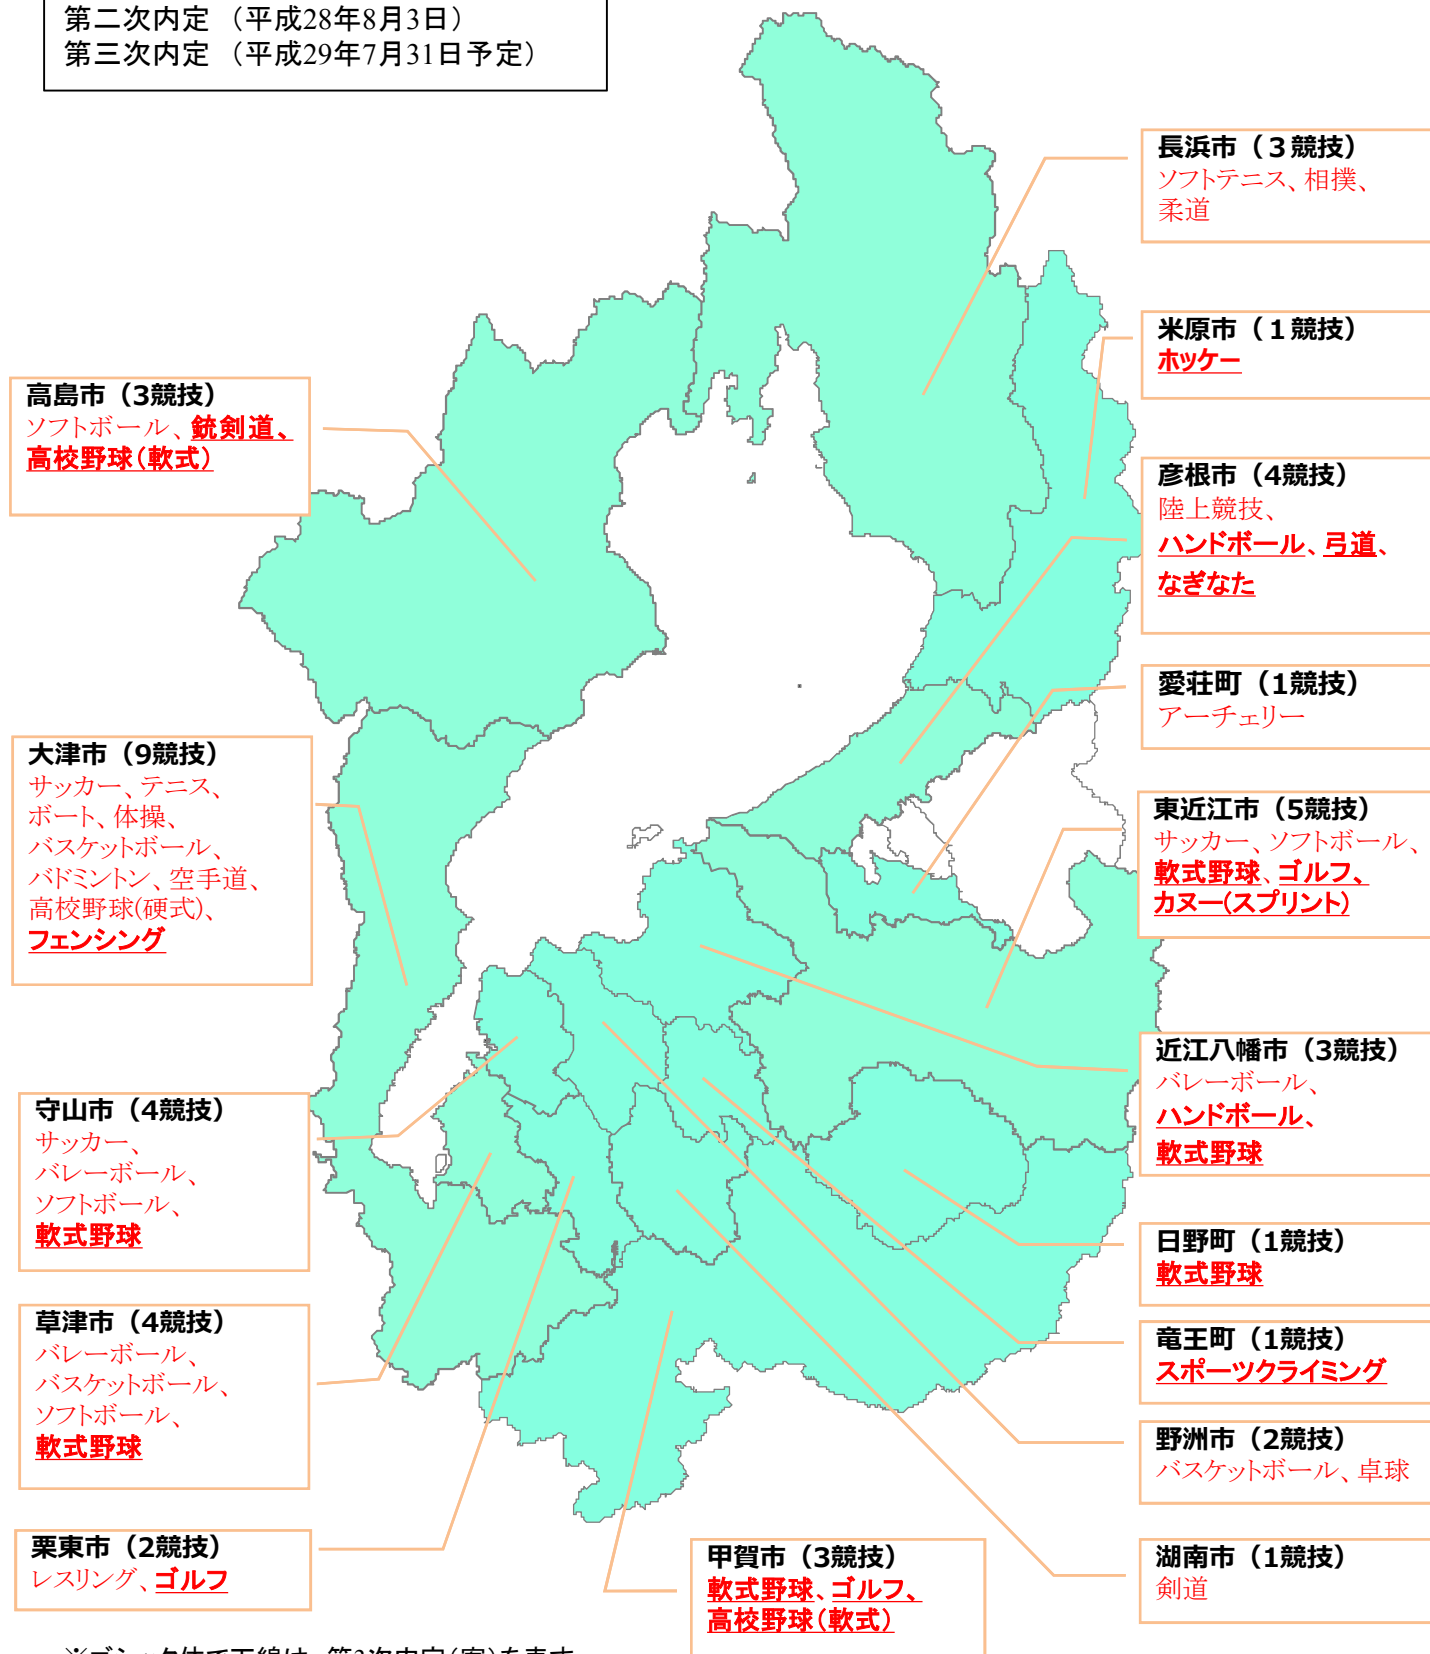 第二次内定 （平成28年8月3日）
第三次内定 （平成29年7月31日予定）
長浜市（３競技）
ソフトテニス、相撲、
柔道
米原市（１競技）
ホッケー
高島市（3競技）
ソフトボール、銃剣道、
高校野球（軟式）
彦根市（4競技）
陸上競技、
ハンドボール、弓道、
なぎなた
愛荘町（1競技）
アーチェリー
大津市（9競技）
サッカー、テニス、
ボート、体操、
バスケットボール、
バドミントン、空手道、
高校野球(硬式)、
フェンシング
東近江市（5競技）
サッカー、ソフトボール、
軟式野球、ゴルフ、
カヌー(スプリント)
近江八幡市（3競技）
バレーボール、
ハンドボール、
軟式野球
守山市（4競技）
サッカー、
バレーボール、
ソフトボール、
軟式野球
日野町（1競技）
軟式野球
草津市（4競技）
バレーボール、
バスケットボール、
ソフトボール、
軟式野球
竜王町（1競技）
スポーツクライミング
野洲市（2競技）
バスケットボール、卓球
栗東市（2競技）
レスリング、ゴルフ
甲賀市（3競技）
軟式野球、ゴルフ、
高校野球（軟式）
湖南市（1競技）
剣道
※ゴシック体で下線は、第3次内定（案）を表す